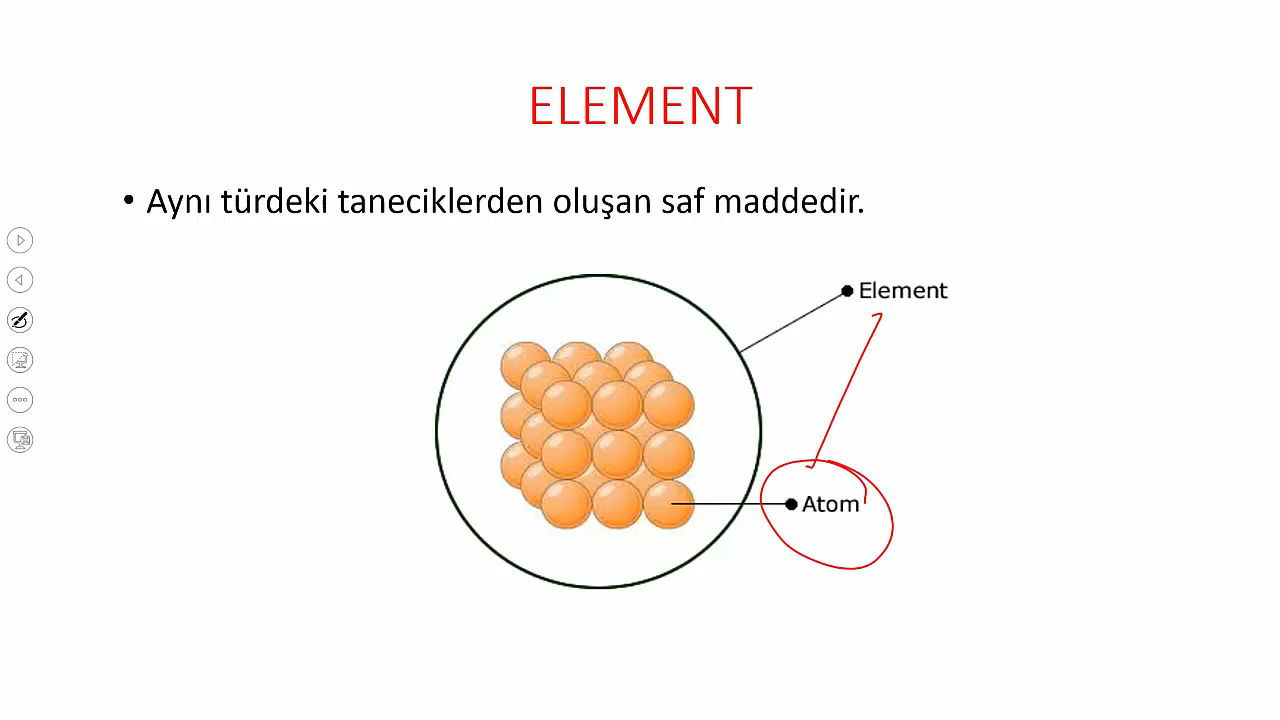 ELEMENT
• Aynı türdeki taneciklerden oluşan saf maddedir.
Element
Atom